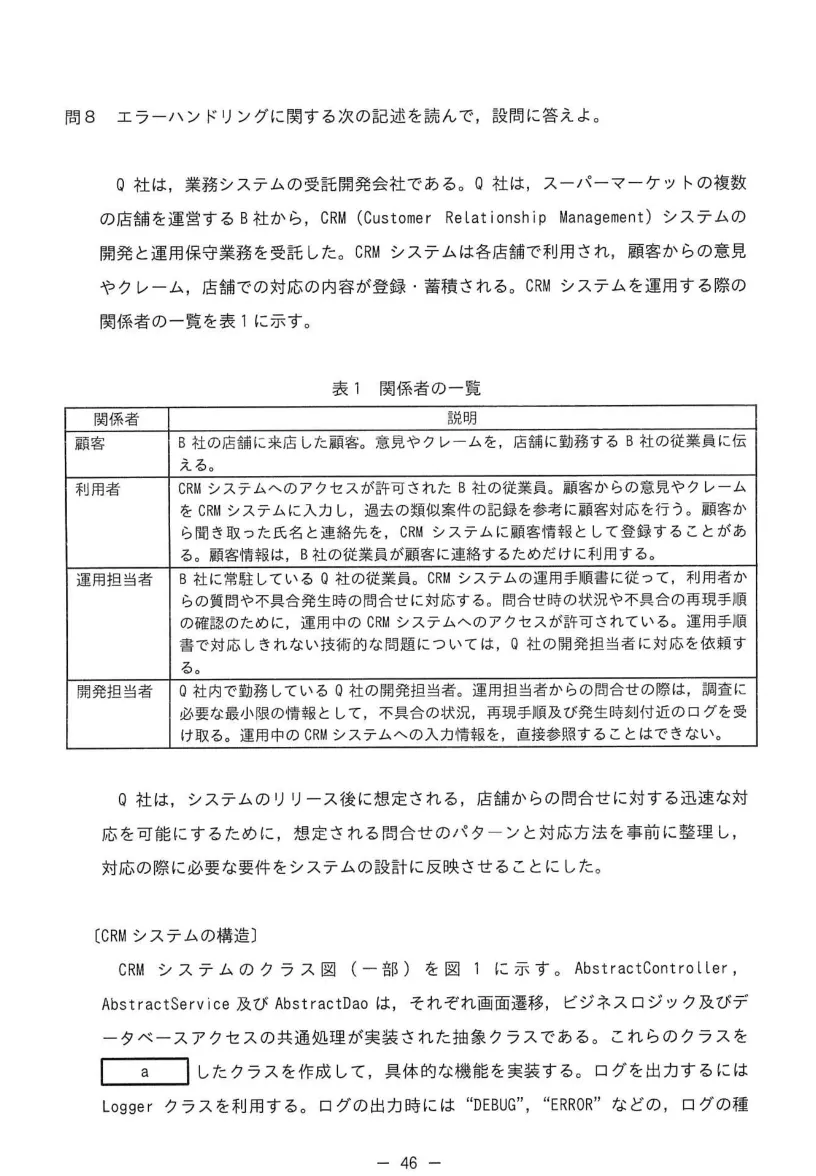 問8 エラーハンドリングに関する次の記述を読んで，設問に答えよ。
Q 社は，業務システムの受託開発会社である。Q 社は，スーパーマーケットの複数
の店舗を運営する B 社から，CRM（Customer Relationship Management）システムの
開発と運用保守業務を受託した。CRM システムは各店舗で利用され，顧客からの意見
やクレーム，店舗での対応の内容が登録・蓄積される。CRM システムを運用する際の
関係者の一覧を表 1 に示す。
表 1 関係者の一覧
関係者 説明
顧客 B 社の店舗に来店した顧客。意見やクレームを，店舗に勤務する B 社の従業員に伝
える。
利用者 CRM システムへのアクセスが許可された B 社の従業員。顧客からの意見やクレーム
を CRM システムに入力し，過去の類似案件の記録を参考に顧客対応を行う。顧客か
ら聞き取った氏名と連絡先を，CRM システムに顧客情報として登録することがあ
る。顧客情報は，B 社の従業員が顧客に連絡するためだけに利用する。
運用担当者 B 社に常駐している Q 社の従業員。CRM システムの運用手順書に従って，利用者か
らの質問や不具合発生時の問合せに対応する。問合せ時の状況や不具合の再現手順
の確認のために，運用中の CRM システムへのアクセスが許可されている。運用手順
書で対応しきれない技術的な問題については，Q 社の開発担当者に対応を依頼す
る。
開発担当者 Q 社内で勤務している Q 社の開発担当者。運用担当者からの問合せの際は，調査に
必要な最小限の情報として，不具合の状況，再現手順及び発生時刻付近のログを受
け取る。運用中の CRM システムへの入力情報を，直接参照することはできない。
Q 社は，システムのリリース後に想定される，店舗からの問合せに対する迅速な対
応を可能にするために，想定される問合せのパターンと対応方法を事前に整理し，
対応の際に必要な要件をシステムの設計に反映させることにした。
〔CRM システムの構造〕
CRM システムのクラス図（一部）を図 1 に示す。AbstractController，
AbstractService 及び AbstractDao は，それぞれ画面遷移，ビジネスロジック及びデ
ータベースアクセスの共通処理が実装された抽象クラスである。これらのクラスを
a したクラスを作成して，具体的な機能を実装する。ログを出力するには
Logger クラスを利用する。ログの出力時には “DEBUG”，“ERROR” などの，ログの種
－ 46 －